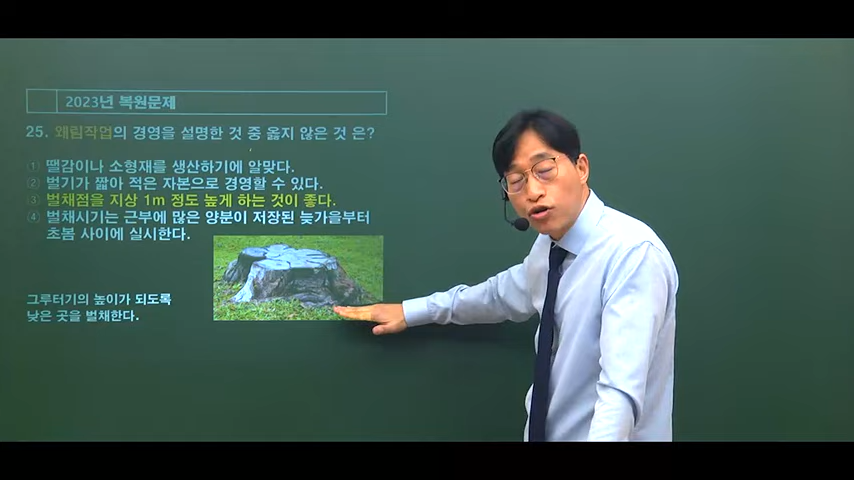 2023년 복원문제
25. 왜림작업의 경영을 설명한 것 중 옳지 않은 것 은?
① 땔감이나 소형재를 생산하기에 알맞다.
② 벌기가 짧아 적은 자본으로 경영할 수 있다.
③ 벌채점을 지상 1m 정도 높게 하는 것이 좋다.
④ 벌채시기는 근부에 많은 양분이 저장된 늦가을부터
초봄 사이에 실시한다.
그루터기의 높이가 되도록
낮은 곳을 벌채한다.